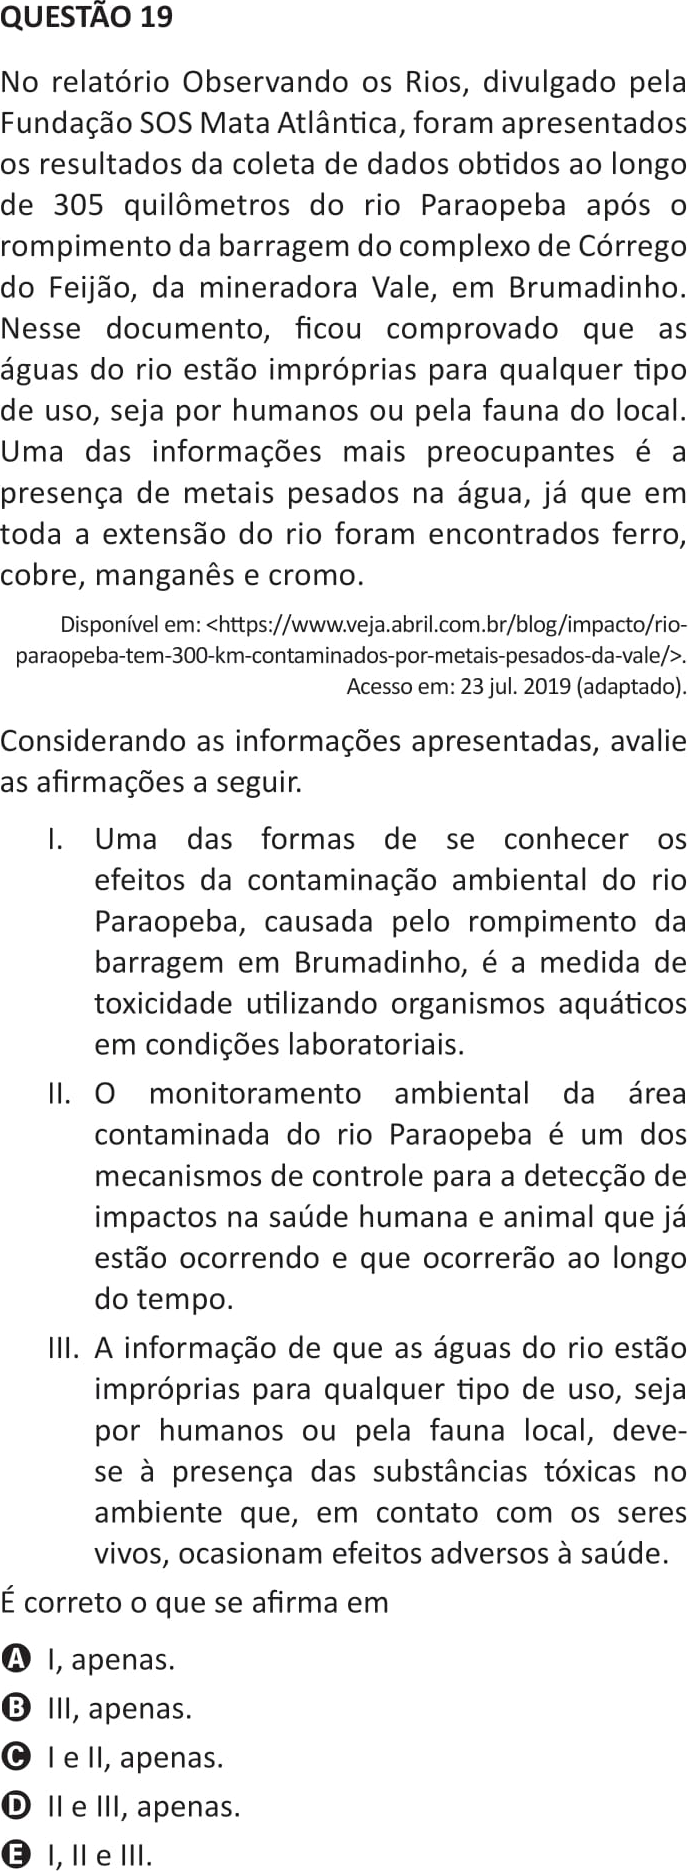 QUESTÃO 19
No relatório Observando os Rios, divulgado pela
Fundação SOS Mata Atlântica, foram apresentados
os resultados da coleta de dados obtidos ao longo
de 305 quilômetros do rio Paraopeba após o
rompimento da barragem do complexo de Córrego
do Feijão, da mineradora Vale, em Brumadinho.
Nesse documento, ficou comprovado que as
águas do rio estão impróprias para qualquer tipo
de uso, seja por humanos ou pela fauna do local.
Uma das informações mais preocupantes é a
presença de metais pesados na água, já que em
toda a extensão do rio foram encontrados ferro,
cobre, manganês e cromo.
Disponível em: <https://www.veja.abril.com.br/blog/impacto/rio-
paraopeba-tem-300-km-contaminados-por-metais-pesados-da-vale/>.
Acesso em: 23 jul. 2019 (adaptado).
Considerando as informações apresentadas, avalie
as afirmações a seguir.
I. Uma das formas de se conhecer os
efeitos da contaminação ambiental do rio
Paraopeba, causada pelo rompimento da
barragem em Brumadinho, é a medida de
toxicidade utilizando organismos aquáticos
em condições laboratoriais.
II. O monitoramento ambiental da área
contaminada do rio Paraopeba é um dos
mecanismos de controle para a detecção de
impactos na saúde humana e animal que já
estão ocorrendo e que ocorrerão ao longo
do tempo.
III. A informação de que as águas do rio estão
impróprias para qualquer tipo de uso, seja
por humanos ou pela fauna local, deve-
se à presença das substâncias tóxicas no
ambiente que, em contato com os seres
vivos, ocasionam efeitos adversos à saúde.
É correto o que se afirma em
A I, apenas.
B III, apenas.
C I e II, apenas.
D II e III, apenas.
E I, II e III.